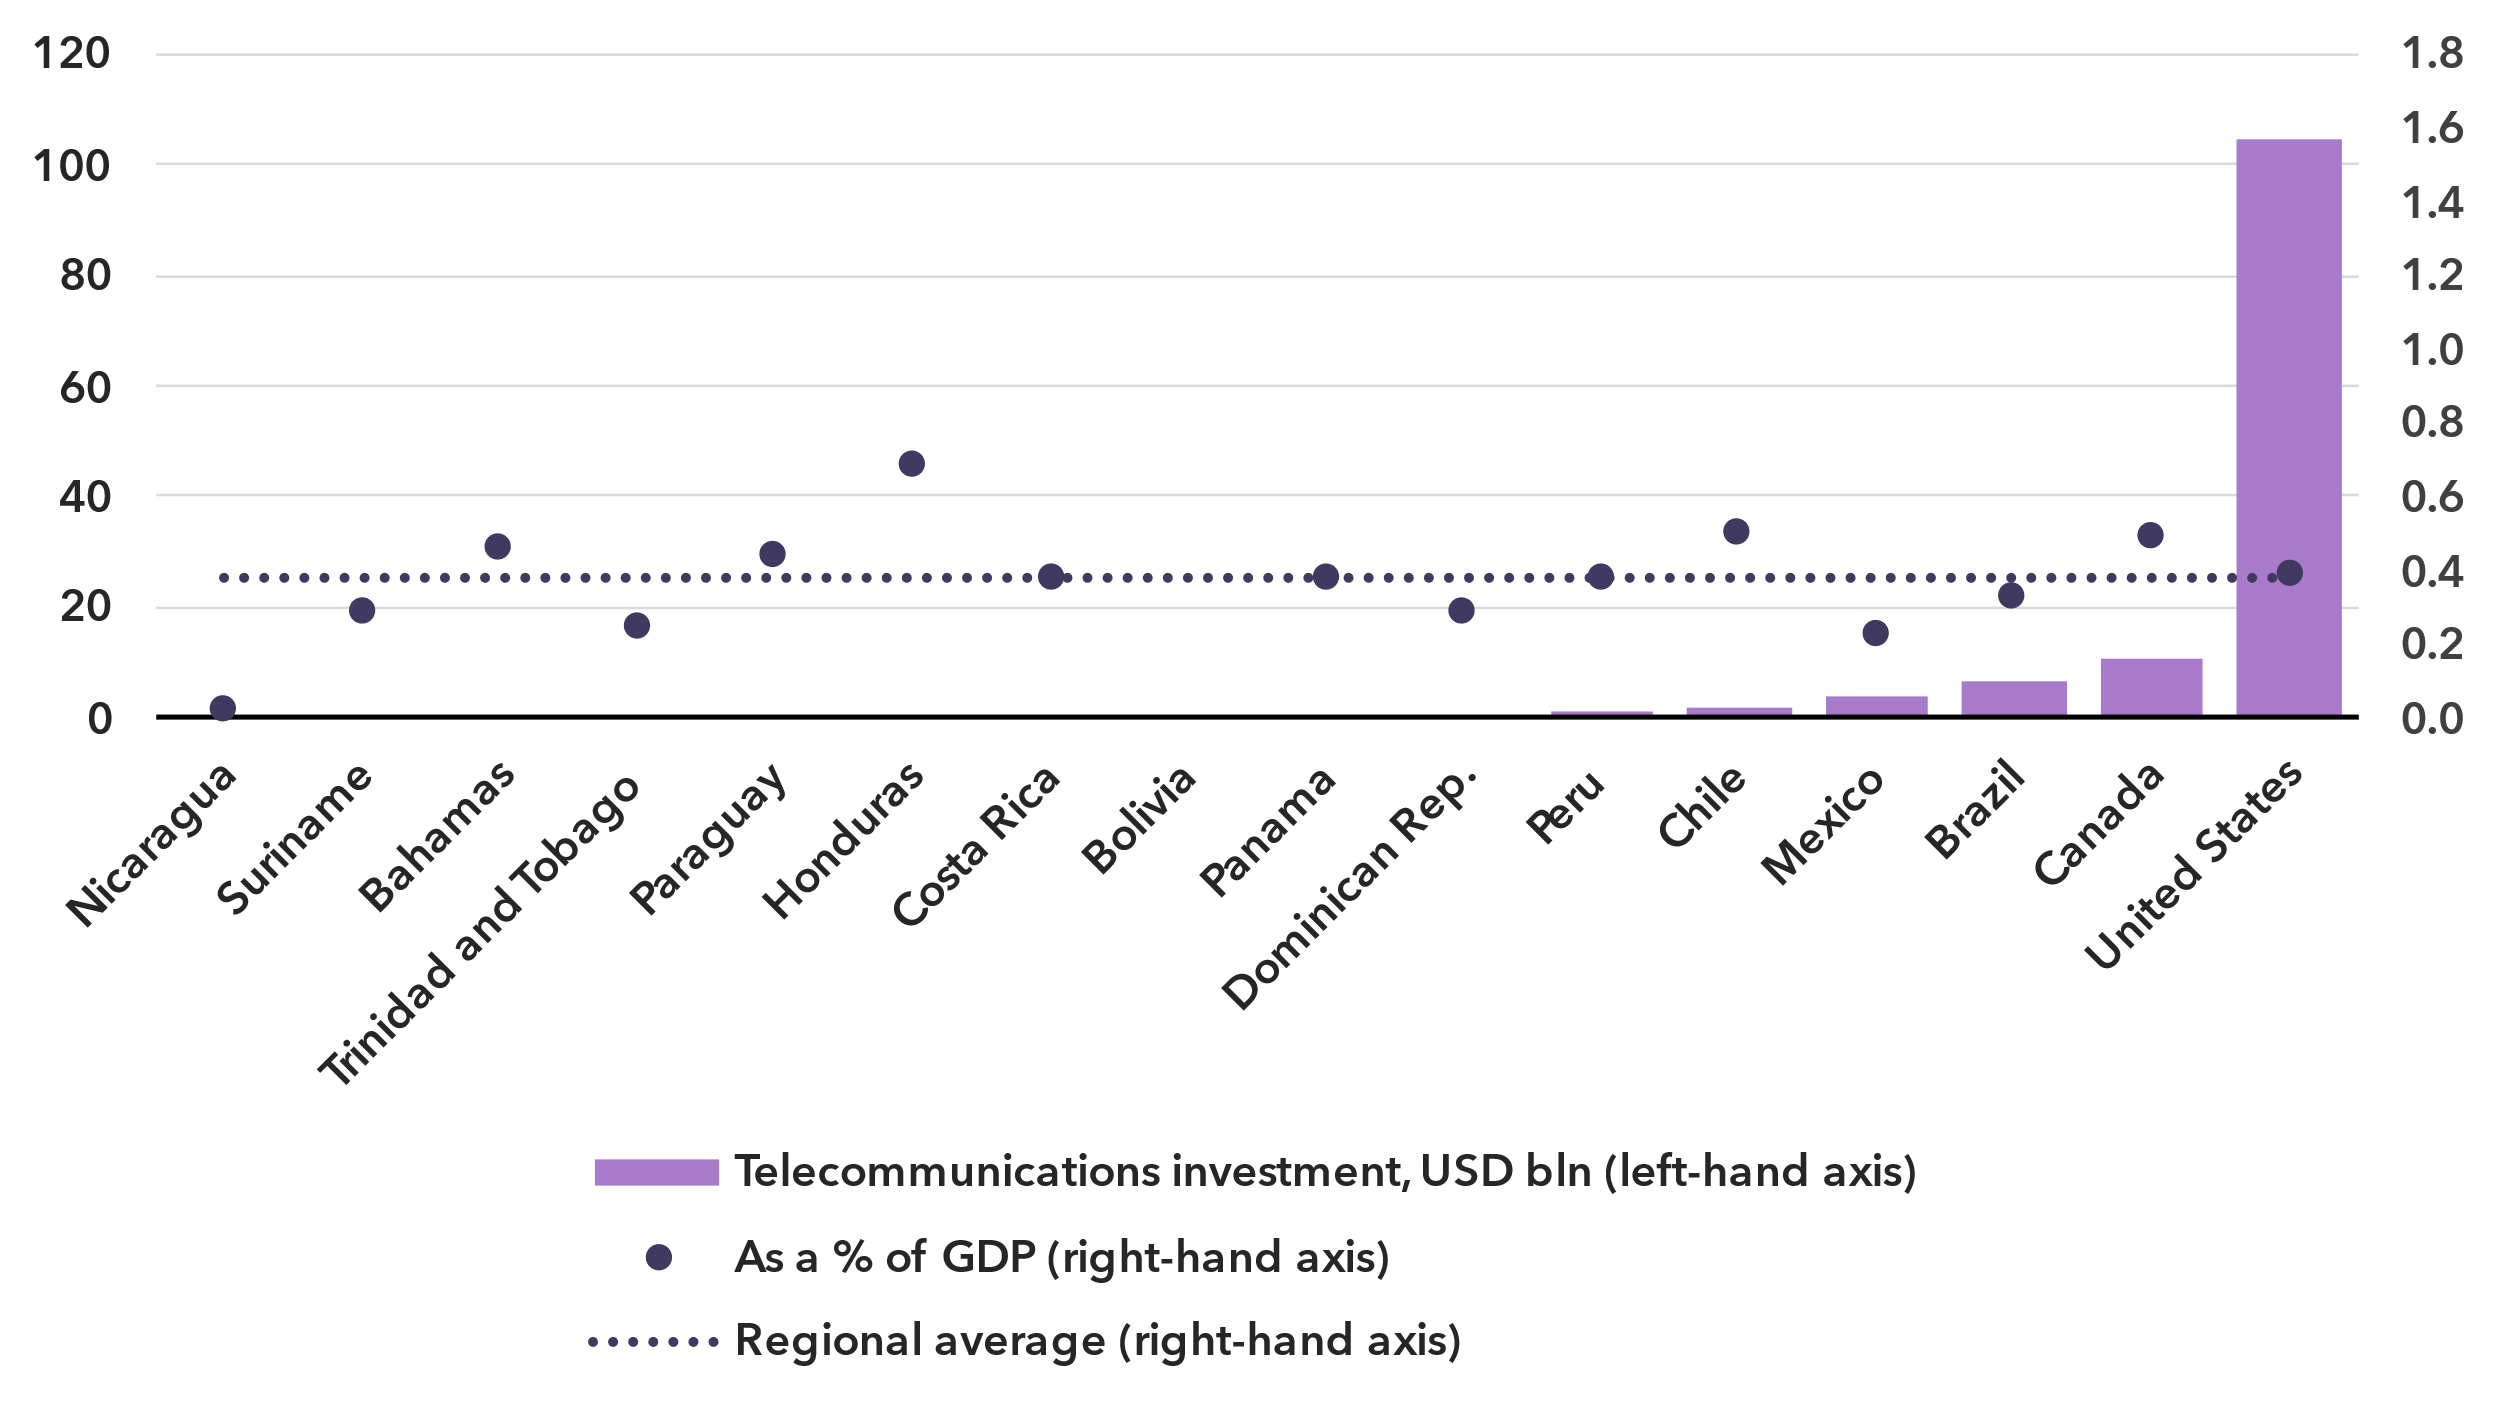 120
100
80
60
40
20
0
1.8
1.6
1.4
1.2
1.0
0.8
0.6
0.4
0.2
0.0
Nicaragua
Suriname
Bahamas
Trinidad and Tobago
Paraguay
Honduras
Costa Rica
Bolivia
Panama
Dominican Rep.
Peru
Chile
Mexico
Brazil
Canada
United States
Telecommunications investment, USD bln (left-hand axis)
As a % of GDP (right-hand axis)
Regional average (right-hand axis)